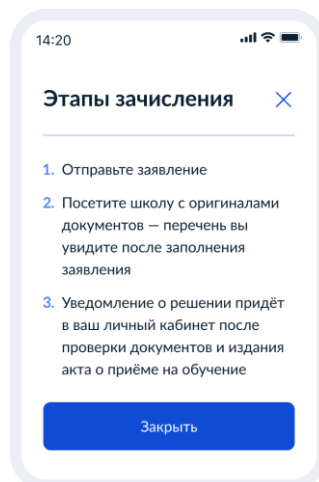 14:20
Этапы зачисления
1. Отправьте заявление
2. Посетите школу с оригиналами
документов — перечень вы
увидите после заполнения
заявления
3. Уведомление о решении придёт
в ваш личный кабинет после
проверки документов и издания
акта о приёме на обучение
Закрыть